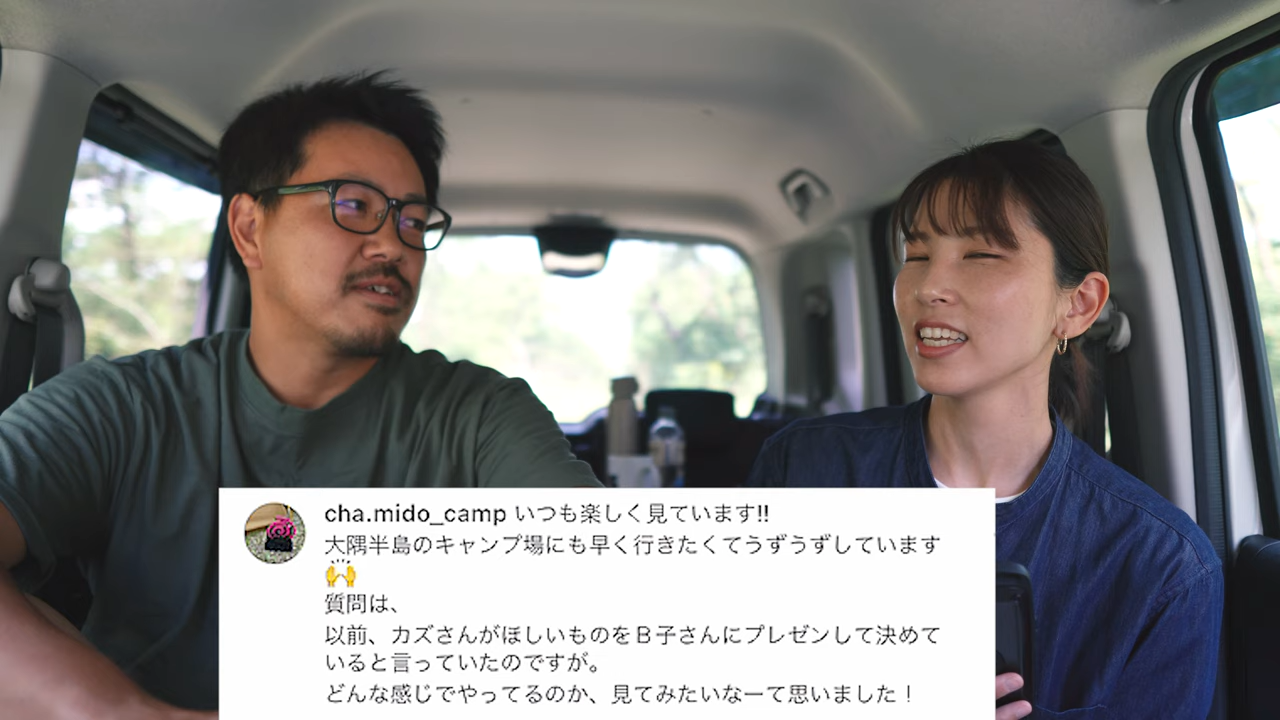 cha.mido_camp いつも楽しく見ています!!
大隅半島のキャンプ場にも早く行きたくてうずうずしています
🙌
質問は、
以前、カズさんがほしいものをB子さんにプレゼンして決めて
いると言っていたのですが。
どんな感じでやってるのか、見てみたいなーて思いました！